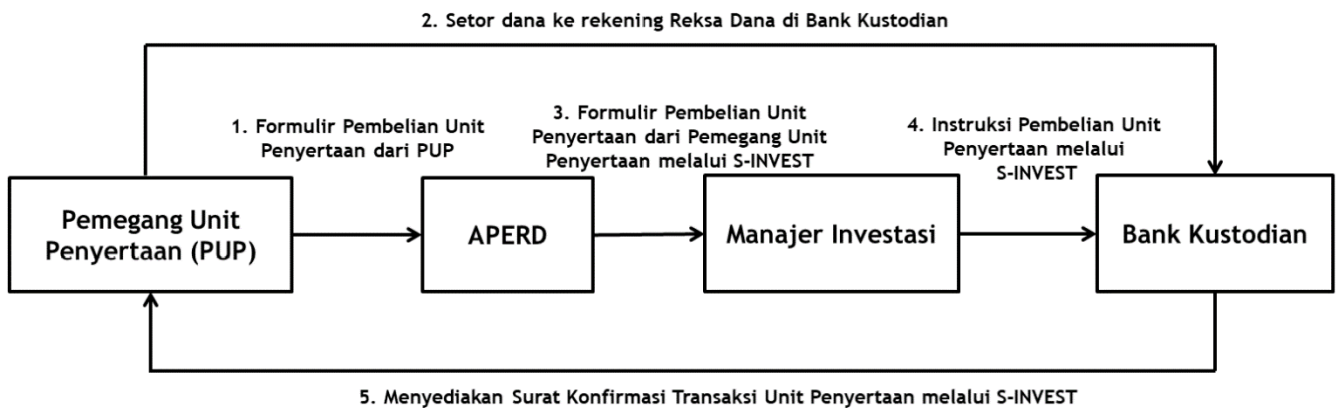 2. Setor dana ke rekening Reksa Dana di Bank Kustodian
1. Formulir Pembelian Unit
Penyertaan dari PUP
3. Formulir Pembelian Unit
Penyertaan dari Pemegang Unit
Penyertaan melalui S-INVEST
4. Instruksi Pembelian Unit
Penyertaan melalui
S-INVEST
Pemegang Unit
Penyertaan (PUP)
APERD
Manajer Investasi
Bank Kustodian
5. Menyediakan Surat Konfirmasi Transaksi Unit Penyertaan melalui S-INVEST